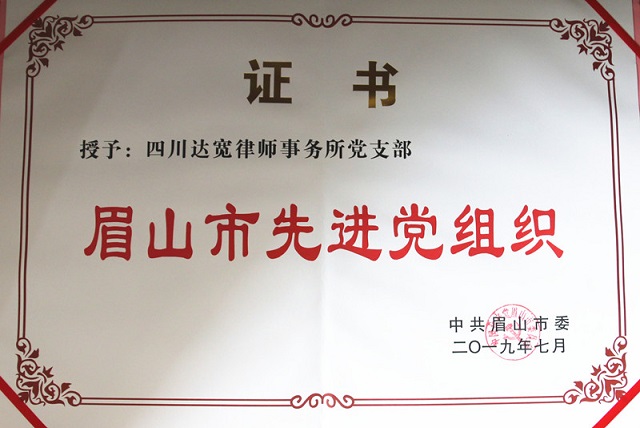 证书
授予：四川达宽律师事务所党支部
眉山市先进党组织
中共眉山市委
二〇一九年七月